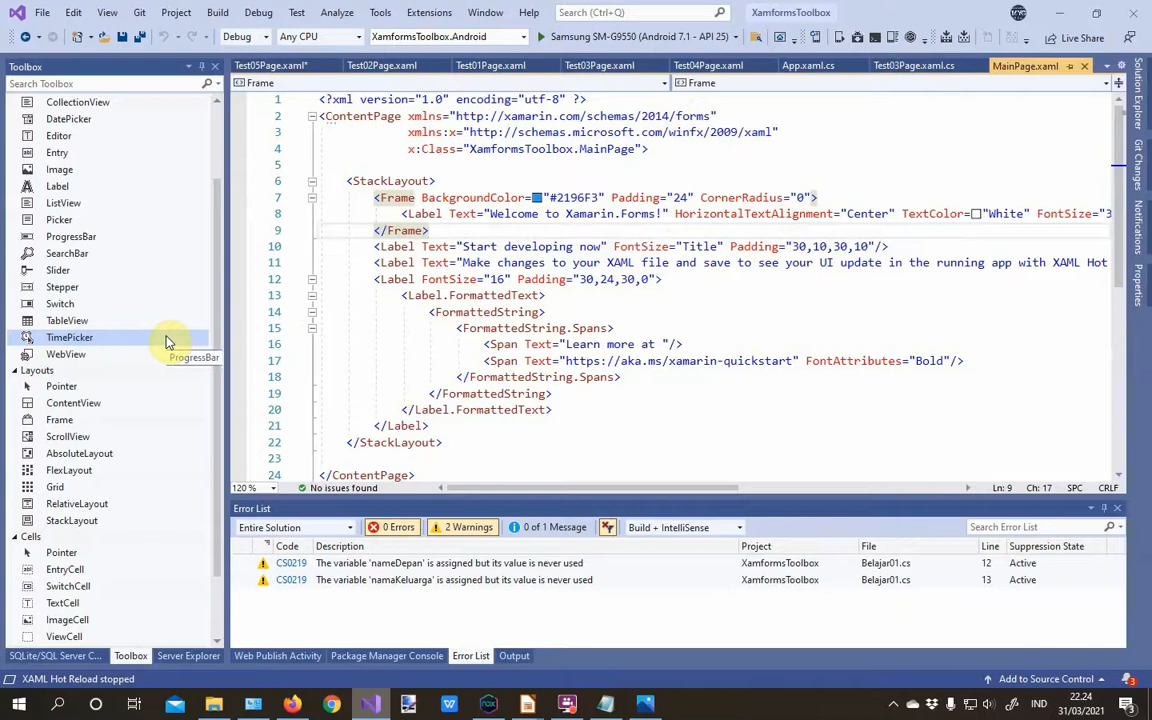 File Edit View Git Project Build Debug Test Analyze Tools Extensions Window Help Search (Ctrl+Q) XamformsToolbox
Debug Any CPU XamformsToolbox.Android Samsung SM-G9550 (Android 7.1 - API 25) Live Share
Toolbox
Test05Page.xaml* Test02Page.xaml Test01Page.xaml Test03Page.xaml Test04Page.xaml App.xaml.cs Test03Page.xaml.cs MainPage.xaml
Search Toolbox
Frame Frame
CollectionView
DatePicker
Editor
Entry
Image
Label
ListView
Picker
ProgressBar
SearchBar
Slider
Stepper
Switch
TableView
TimePicker
ProgressBar
WebView
Layouts
Pointer
ContentView
Frame
ScrollView
AbsoluteLayout
FlexLayout
Grid
RelativeLayout
StackLayout
Cells
Pointer
EntryCell
SwitchCell
TextCell
ImageCell
ViewCell
1 <?xml version="1.0" encoding="utf-8" ?>
2 <ContentPage xmlns="http://xamarin.com/schemas/2014/forms"
3 xmlns:x="http://schemas.microsoft.com/winfx/2009/xaml"
4 x:Class="XamformsToolbox.MainPage">
5
6 <StackLayout>
7 <Frame BackgroundColor="#2196F3" Padding="24" CornerRadius="0">
8 <Label Text="Welcome to Xamarin.Forms!" HorizontalTextAlignment="Center" TextColor="White" FontSize="3
9 </Frame>
10 <Label Text="Start developing now" FontSize="Title" Padding="30,10,30,10"/>
11 <Label Text="Make changes to your XAML file and save to see your UI update in the running app with XAML Hot
12 <Label FontSize="16" Padding="30,24,30,0">
13 <Label.FormattedText>
14 <FormattedString>
15 <FormattedString.Spans>
16 <Span Text="Learn more at "/>
17 <Span Text="https://aka.ms/xamarin-quickstart" FontAttributes="Bold"/>
18 </FormattedString.Spans>
19 </FormattedString>
20 </Label.FormattedText>
21 </Label>
22 </StackLayout>
23
24 </ContentPage>
120 % No issues found Ln: 9 Ch: 17 SPC CRLF
Error List
Entire Solution 0 Errors 2 Warnings 0 of 1 Message Build + IntelliSense Search Error List
Code Description Project File Line Suppression State
CS0219 The variable 'nameDepan' is assigned but its value is never used XamformsToolbox Belajar01.cs 12 Active
CS0219 The variable 'namaKeluarga' is assigned but its value is never used XamformsToolbox Belajar01.cs 13 Active
SQLite/SQL Server C... Toolbox Server Explorer Web Publish Activity Package Manager Console Error List Output
Solution Explorer
Git Changes
Notifications
Properties
XAML Hot Reload stopped Add to Source Control 3
IND 22.24
31/03/2021 3